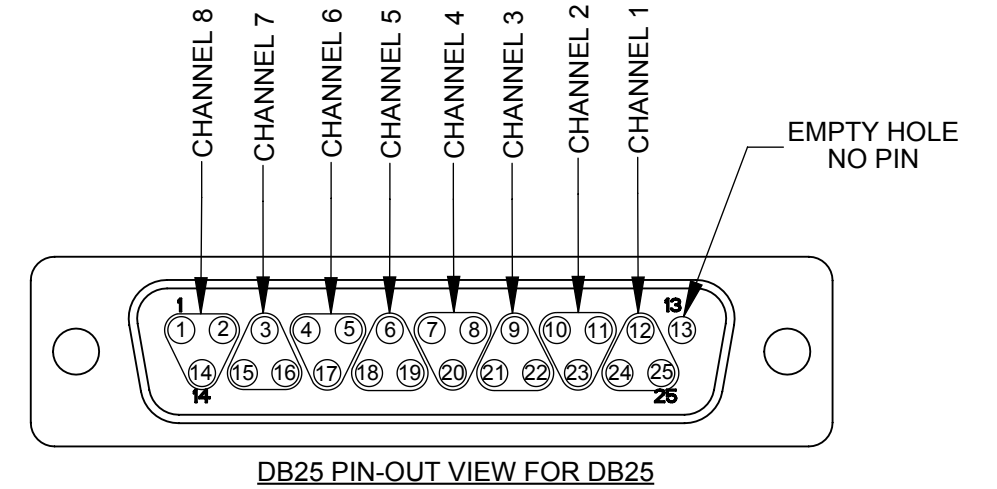 CHANNEL 8
CHANNEL 7
CHANNEL 6
CHANNEL 5
CHANNEL 4
CHANNEL 3
CHANNEL 2
CHANNEL 1
EMPTY HOLE
NO PIN
1 13
1 2 3 4 5 6 7 8 9 10 11 12 13
14 15 16 17 18 19 20 21 22 23 24 25
14 25
DB25 PIN-OUT VIEW FOR DB25